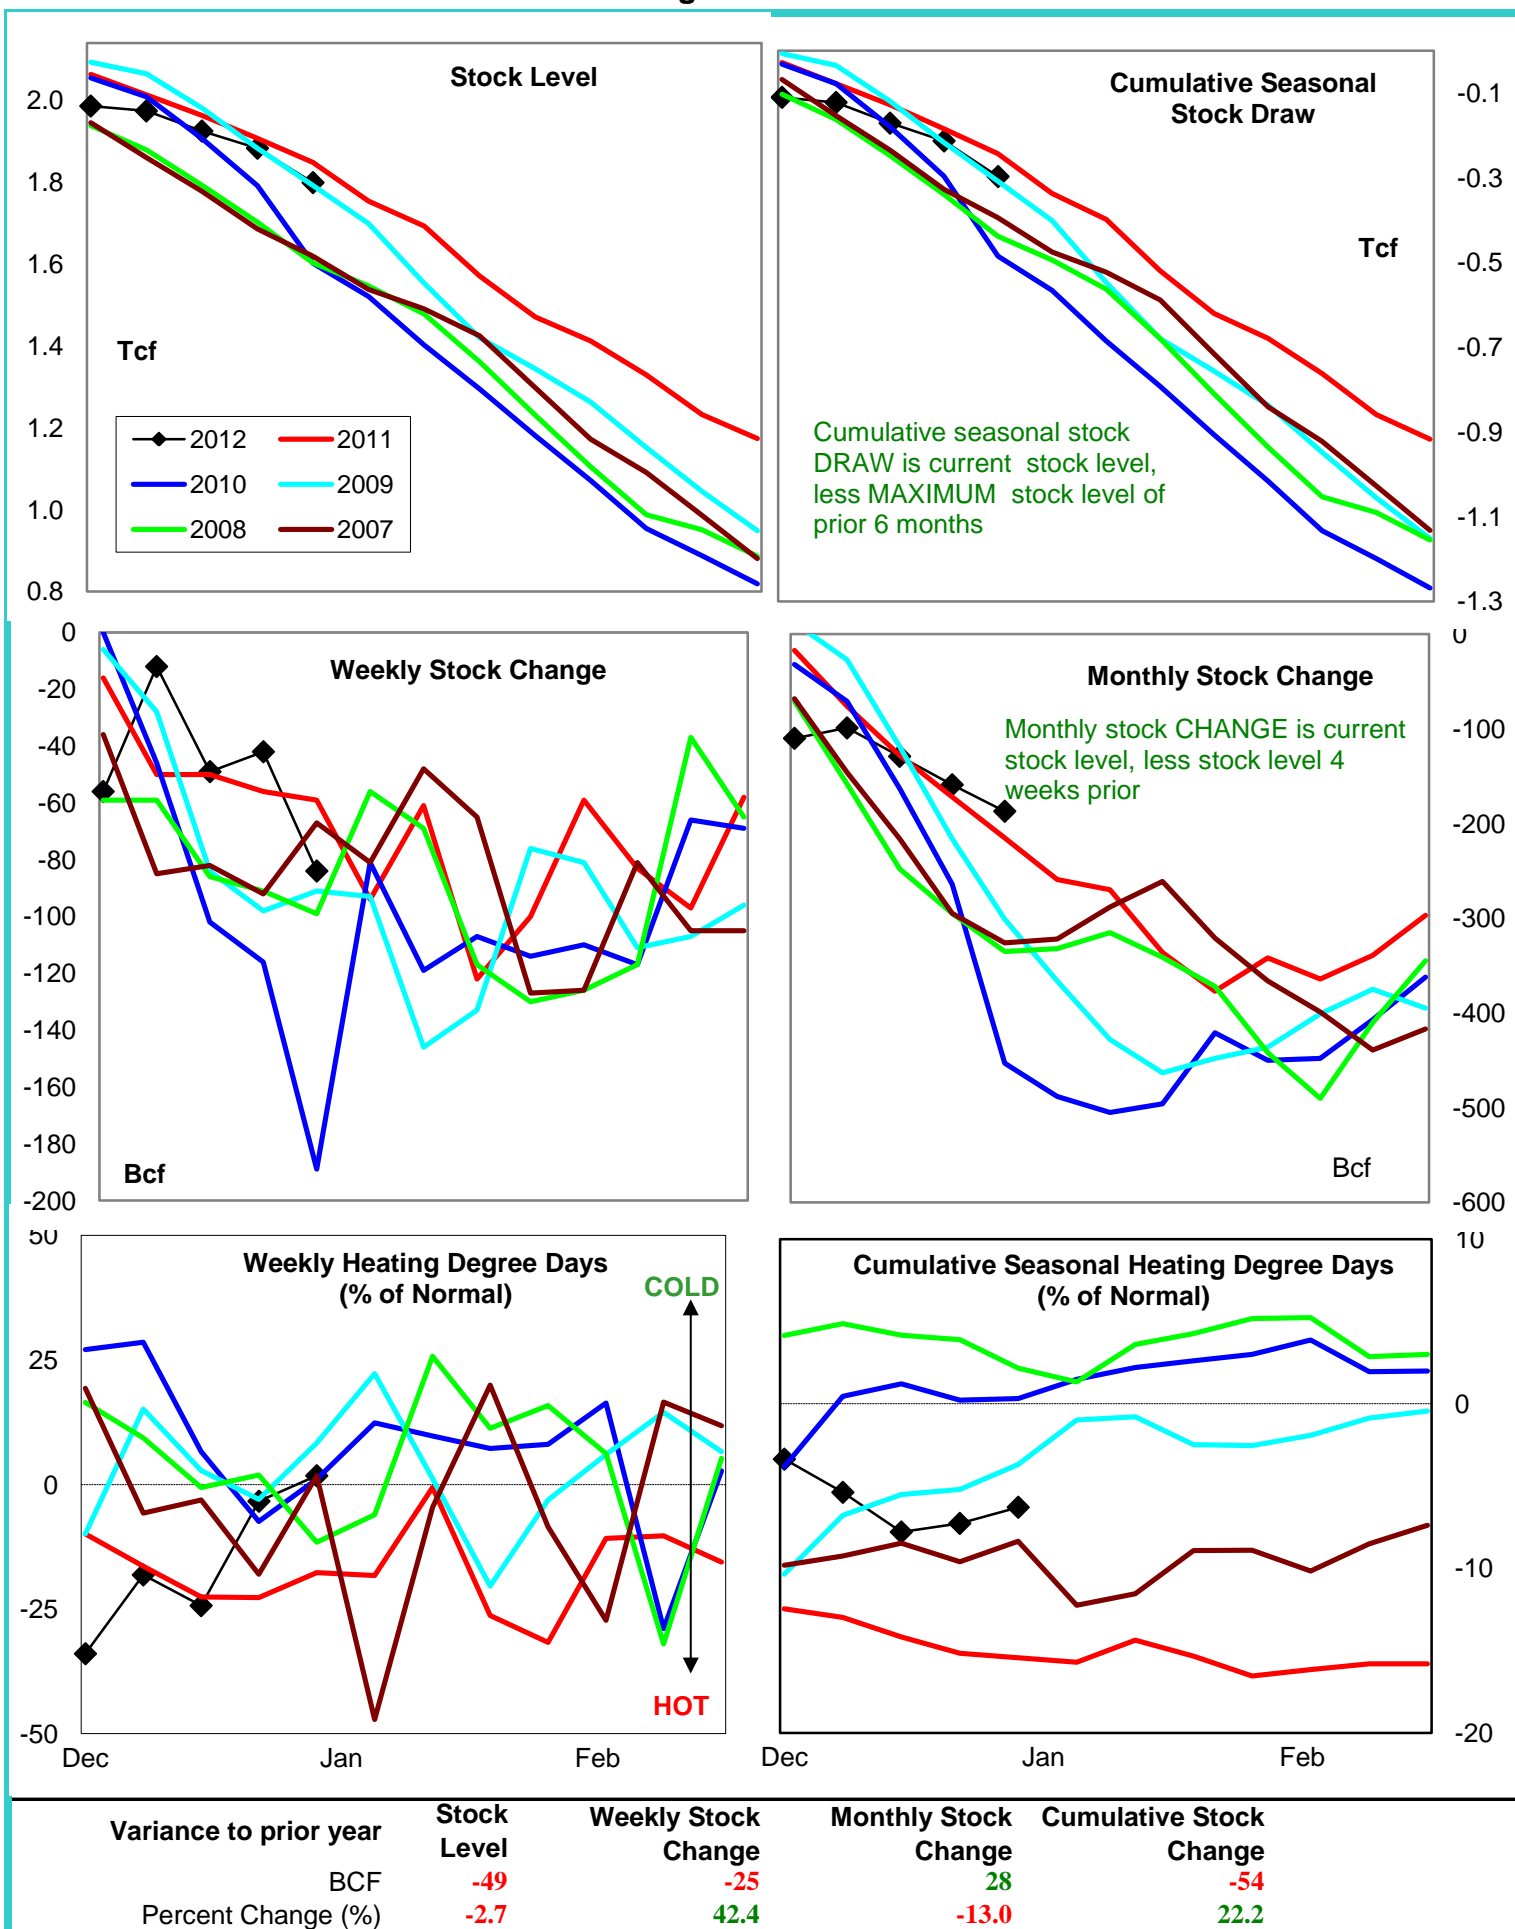 Stock Level
2.0
1.8
1.6
1.4
1.2
1.0
0.8
Tcf
2012
2011
2010
2009
2008
2007
Cumulative Seasonal
Stock Draw
-0.1
-0.3
-0.5
-0.7
-0.9
-1.1
-1.3
Tcf
Cumulative seasonal stock
DRAW is current stock level,
less MAXIMUM stock level of
prior 6 months
0
-20
-40
-60
-80
-100
-120
-140
-160
-180
-200
Weekly Stock Change
Bcf
0
-100
-200
-300
-400
-500
-600
Monthly Stock Change
Monthly stock CHANGE is current
stock level, less stock level 4
weeks prior
Bcf
50
25
0
-25
-50
Weekly Heating Degree Days
(% of Normal)
COLD
HOT
Dec
Jan
Feb
10
0
-10
-20
Cumulative Seasonal Heating Degree Days
(% of Normal)
Dec
Jan
Feb
Variance to prior year
Stock
Level
Weekly Stock
Change
Monthly Stock
Change
Cumulative Stock
Change
BCF -49 -25 28 -54
Percent Change (%) -2.7 42.4 -13.0 22.2